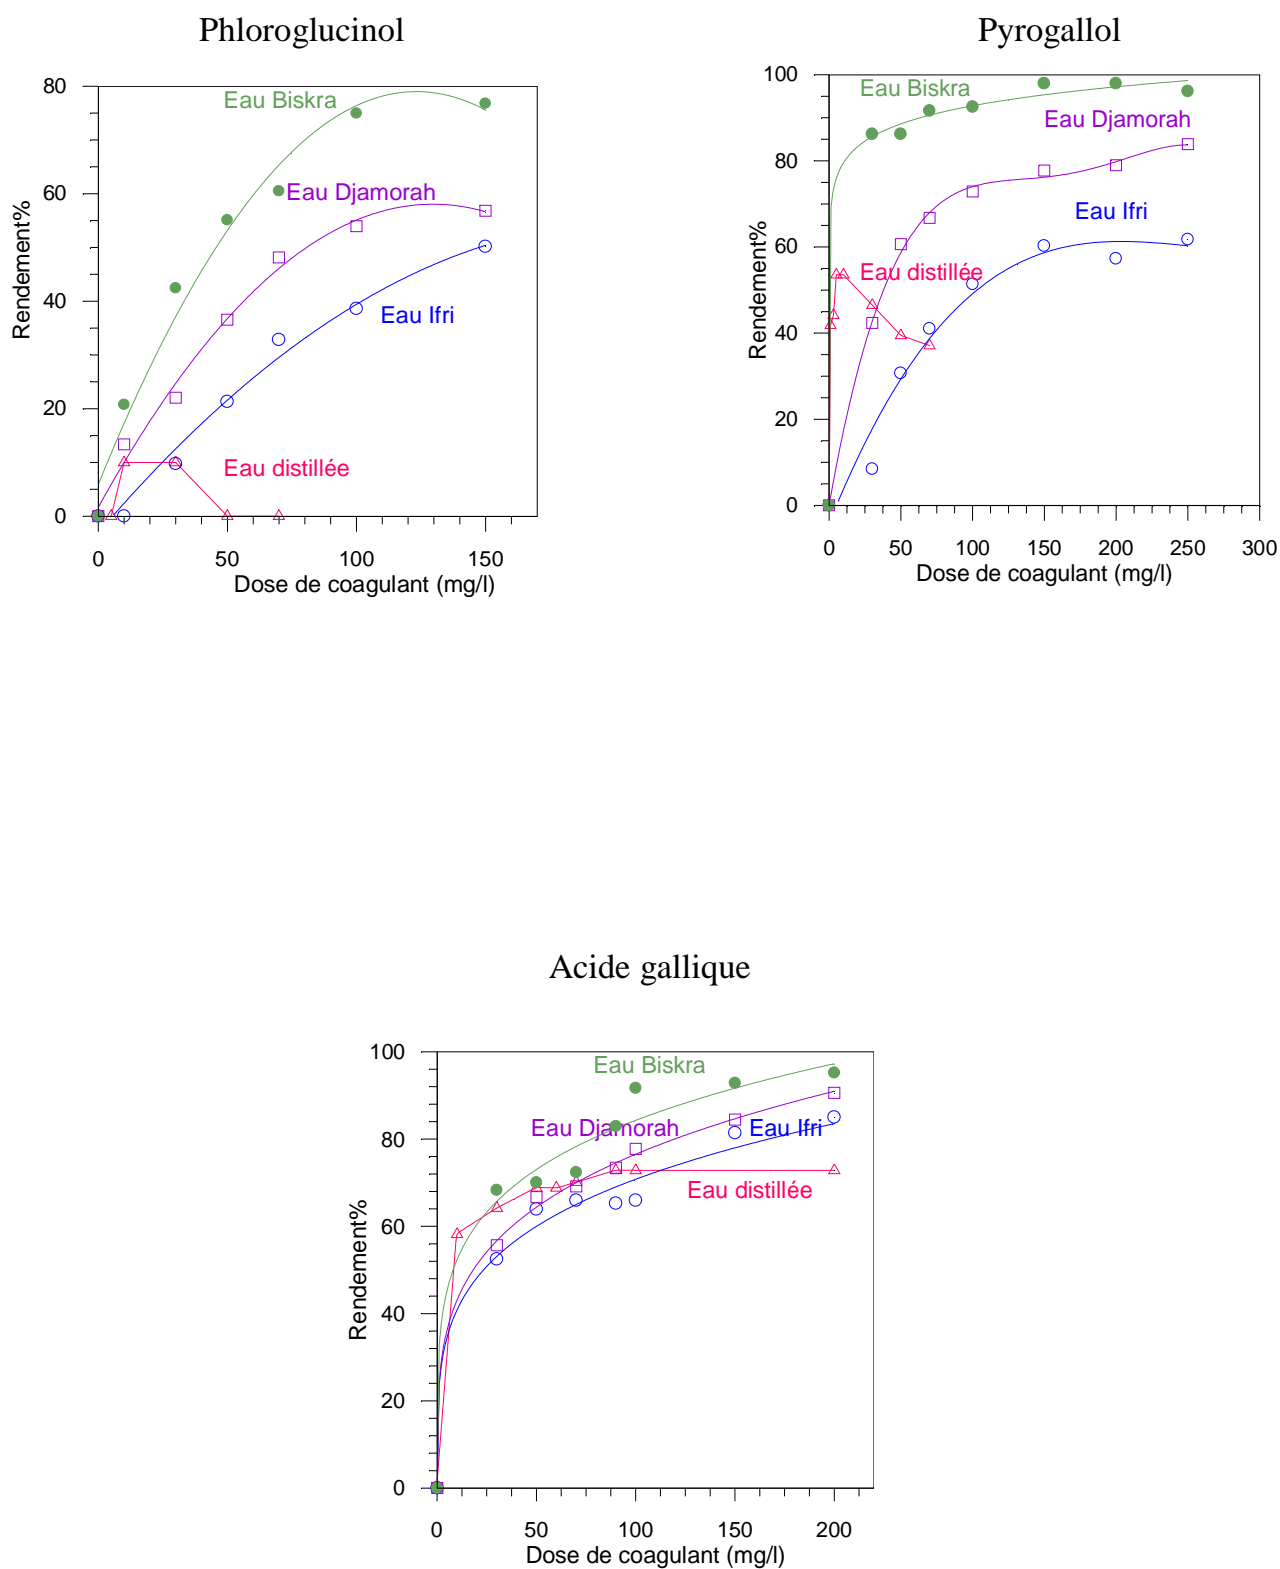 Phloroglucinol
80
60
40
20
0
Rendement%
Eau Biskra
Eau Djamorah
Eau Ifri
Eau distillée
0 50 100 150
Dose de coagulant (mg/l)
Pyrogallol
100
80
60
40
20
0
Rendement%
Eau Biskra
Eau Djamorah
Eau Ifri
Eau distillée
0 50 100 150 200 250 300
Dose de coagulant (mg/l)
Acide gallique
100
80
60
40
20
0
Rendement%
Eau Biskra
Eau Djamorah
Eau Ifri
Eau distillée
0 50 100 150 200
Dose de coagulant (mg/l)